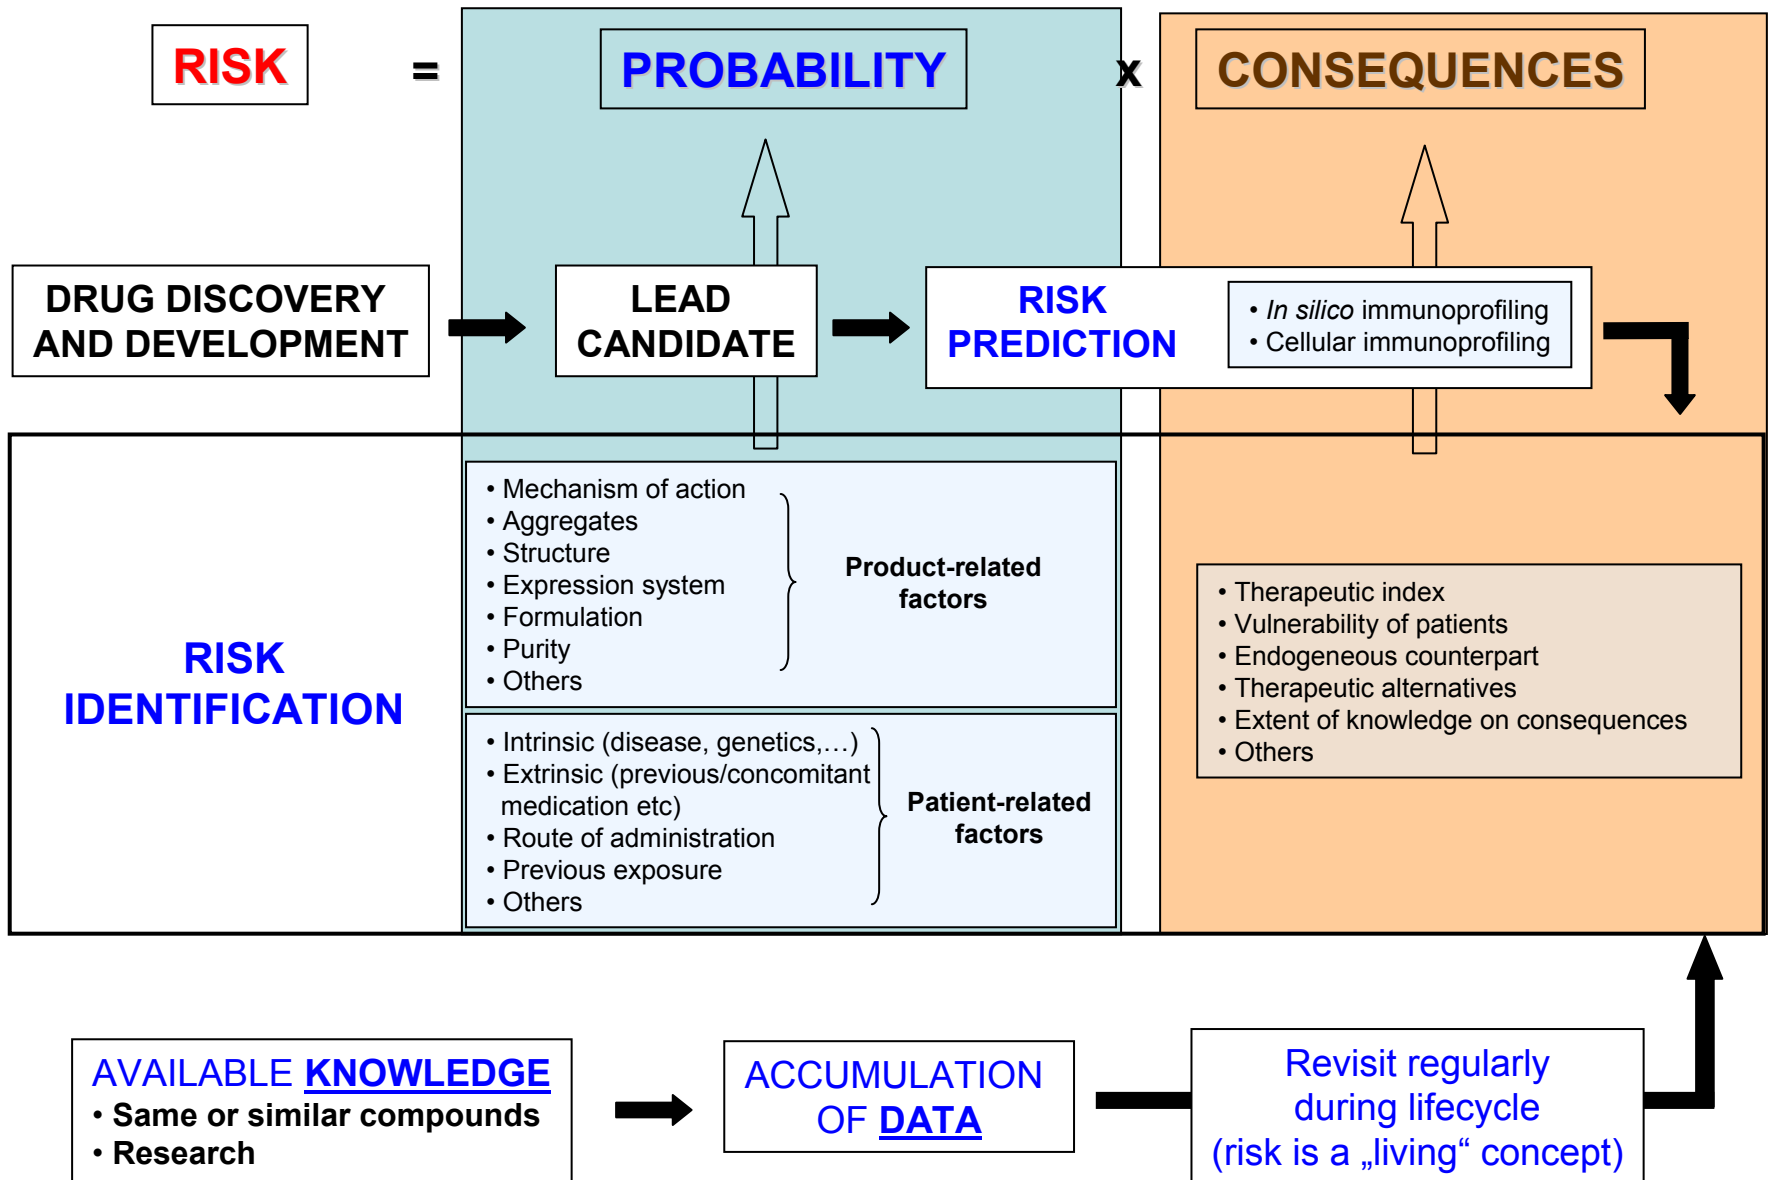 RISK = PROBABILITY x CONSEQUENCES
DRUG DISCOVERY
AND DEVELOPMENT
LEAD
CANDIDATE
RISK
PREDICTION
• In silico immunoprofiling
• Cellular immunoprofiling
RISK
IDENTIFICATION
• Mechanism of action
• Aggregates
• Structure
• Expression system
• Formulation
• Purity
• Others
Product-related
factors
• Intrinsic (disease, genetics,…)
• Extrinsic (previous/concomitant
medication etc)
• Route of administration
• Previous exposure
• Others
Patient-related
factors
• Therapeutic index
• Vulnerability of patients
• Endogeneous counterpart
• Therapeutic alternatives
• Extent of knowledge on consequences
• Others
AVAILABLE KNOWLEDGE
• Same or similar compounds
• Research
ACCUMULATION
OF DATA
Revisit regularly
during lifecycle
(risk is a „living“ concept)